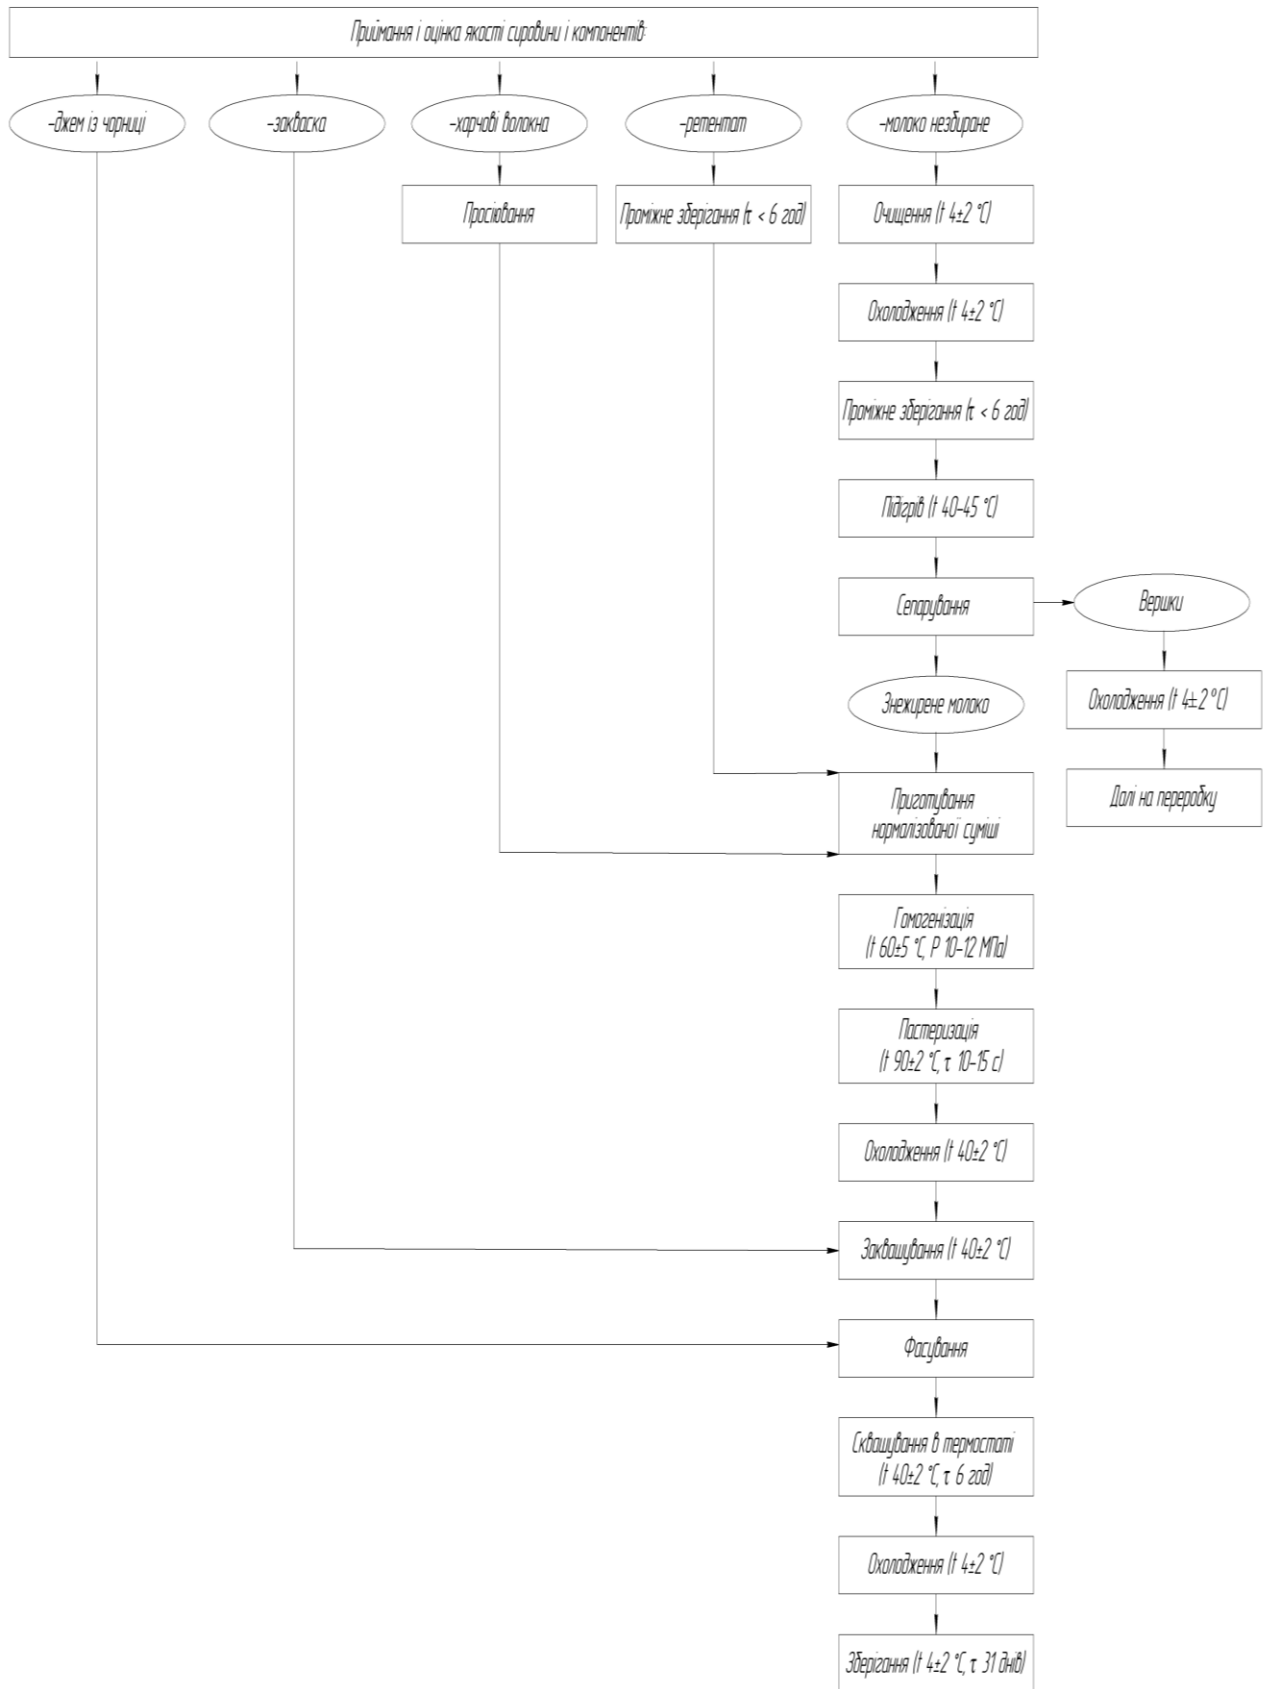 Приймання і оцінка якості сировини і компонентів:
-джем із чорниці
-закваска
-харчові волокна
-ретентат
-молоко незбиране
Просіювання
Проміжне зберігання (τ < 6 год)
Очищення (t 4±2 °C)
Охолодження (t 4±2 °C)
Проміжне зберігання (τ < 6 год)
Підігрів (t 40-45 °C)
Сепарування
Вершки
Знежирене молоко
Охолодження (t 4±2 °C)
Приготування
нормалізованої суміші
Далі на переробку
Гомогенізація
(t 60±5 °C, P 10-12 МПа)
Пастеризація
(t 90±2 °C, τ 10-15 с)
Охолодження (t 40±2 °C)
Заквашування (t 40±2 °C)
Фасування
Сквашування в термостаті
(t 40±2 °C, τ 6 год)
Охолодження (t 4±2 °C)
Зберігання (t 4±2 °C, τ 31 днів)